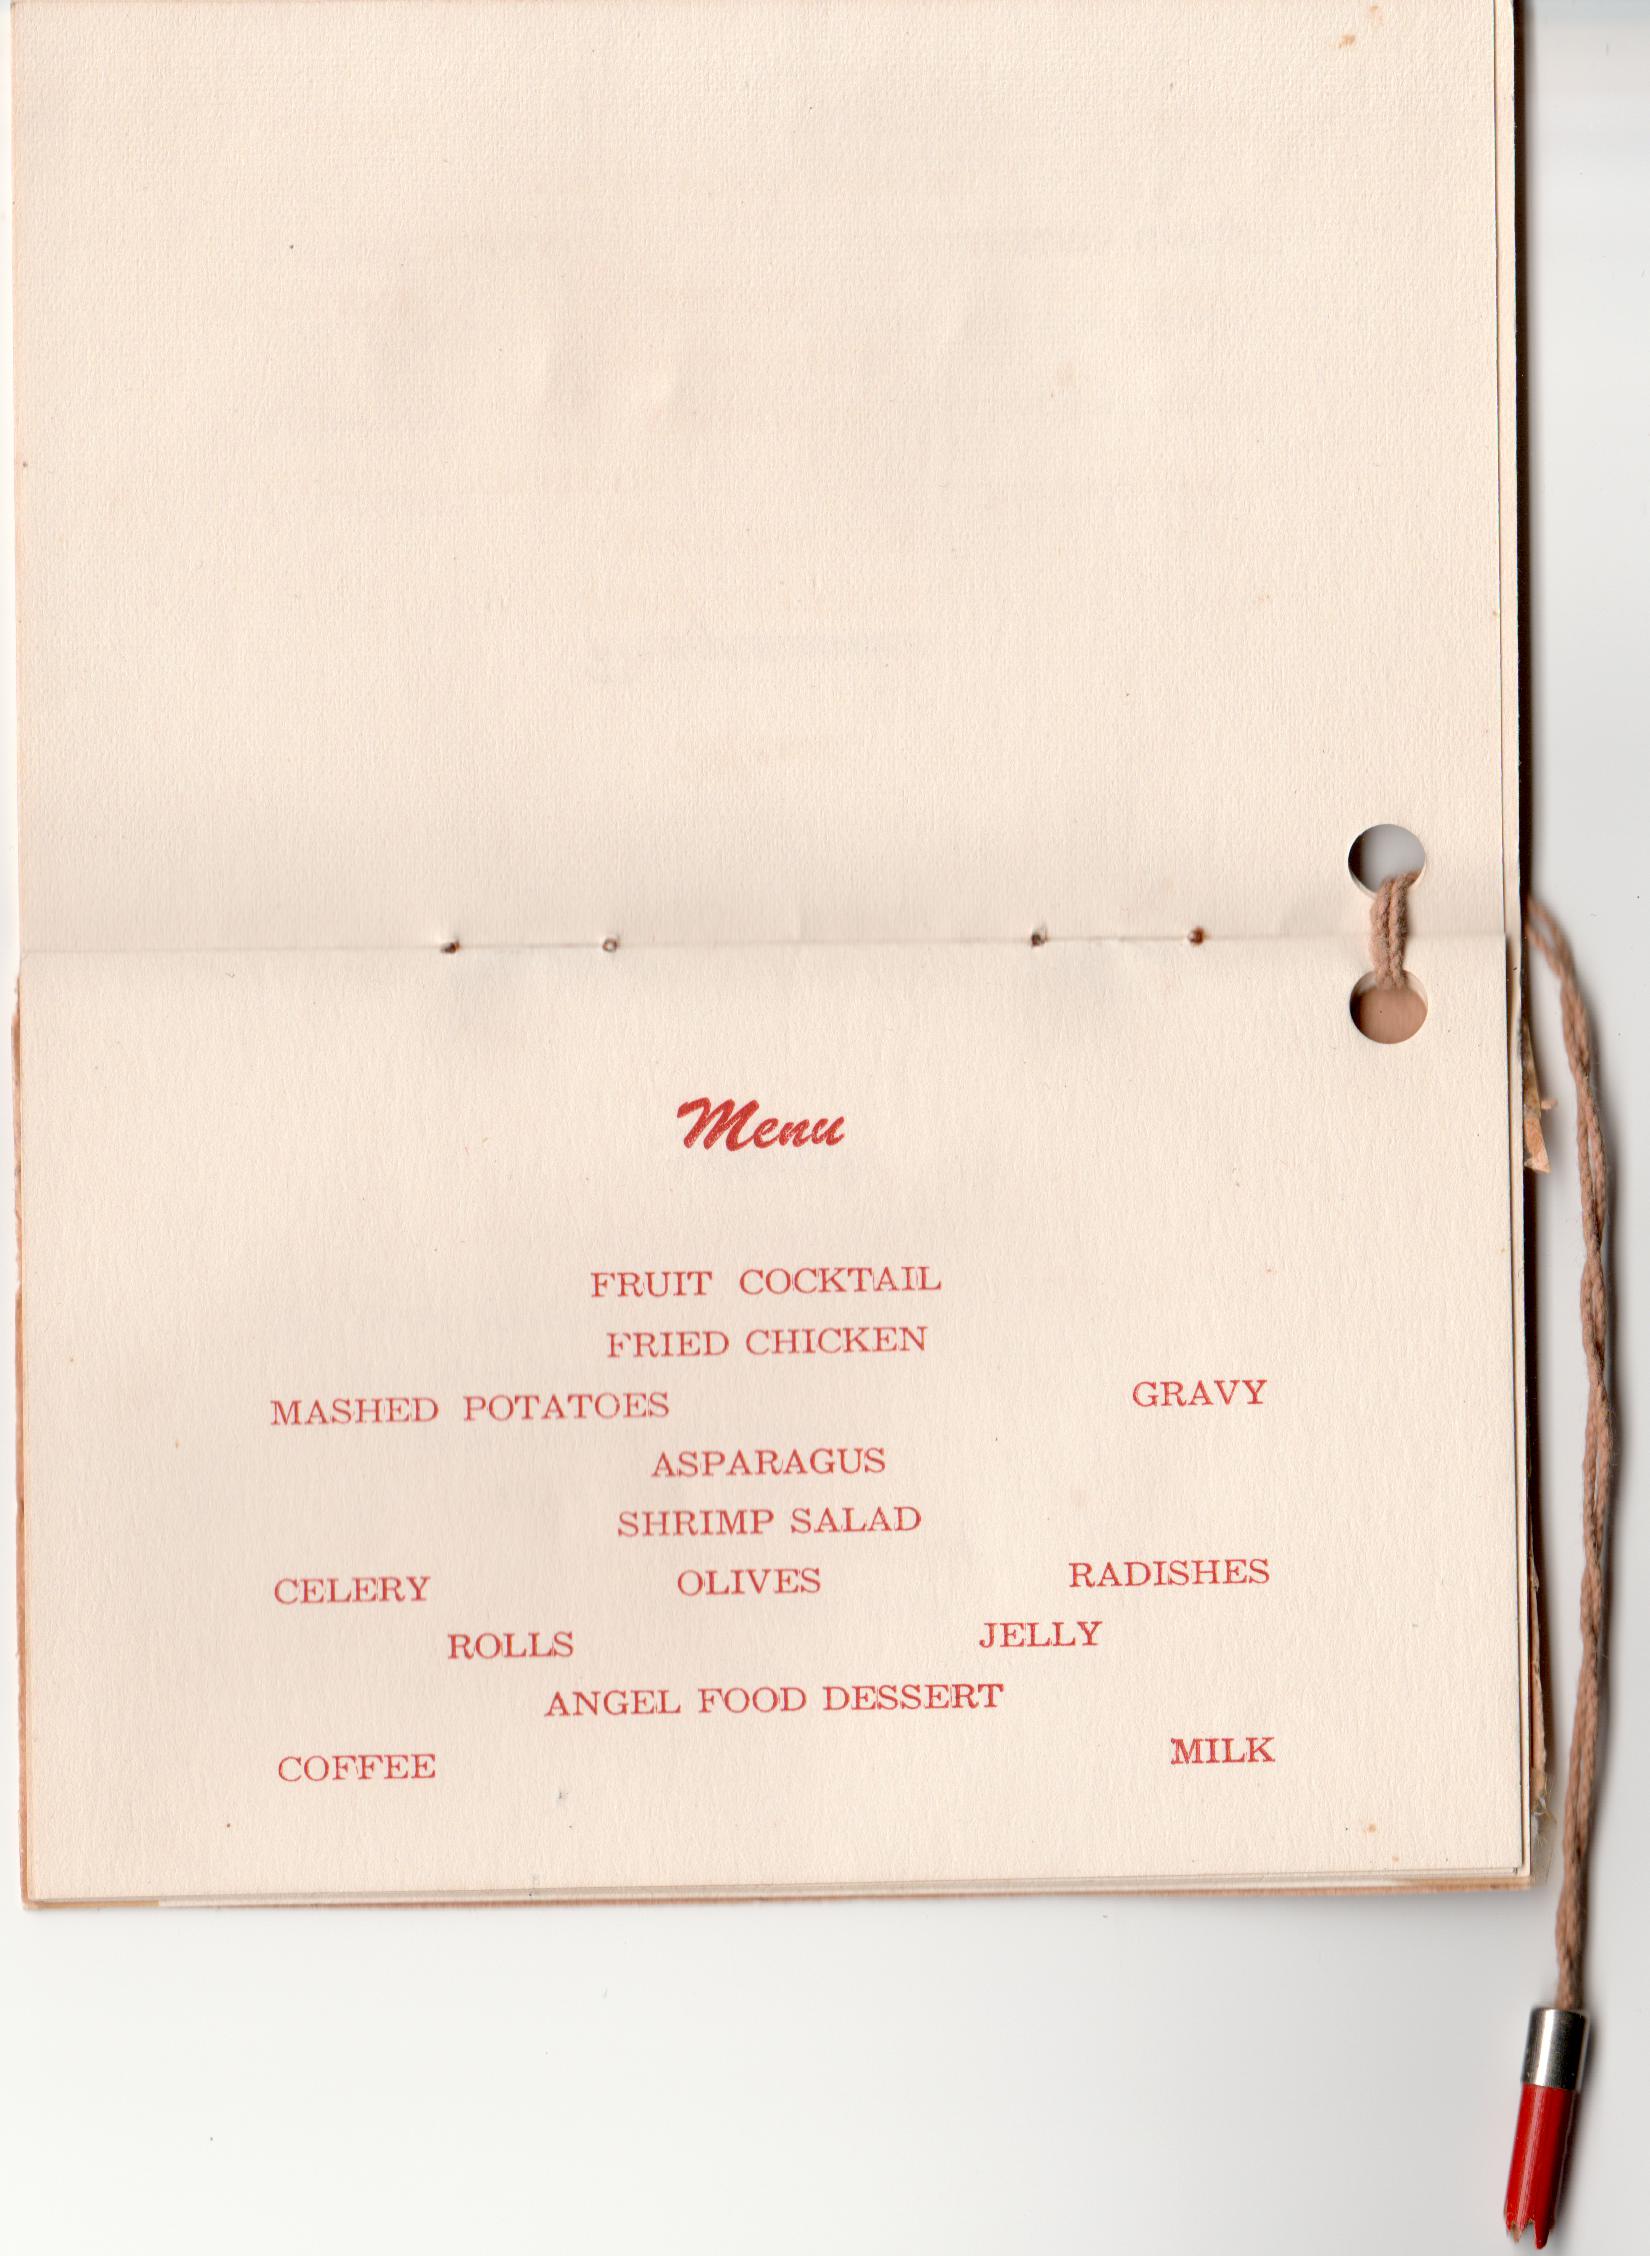 Menu
FRUIT COCKTAIL
FRIED CHICKEN
MASHED POTATOES GRAVY
ASPARAGUS
SHRIMP SALAD
CELERY OLIVES RADISHES
ROLLS JELLY
ANGEL FOOD DESSERT
COFFEE MILK